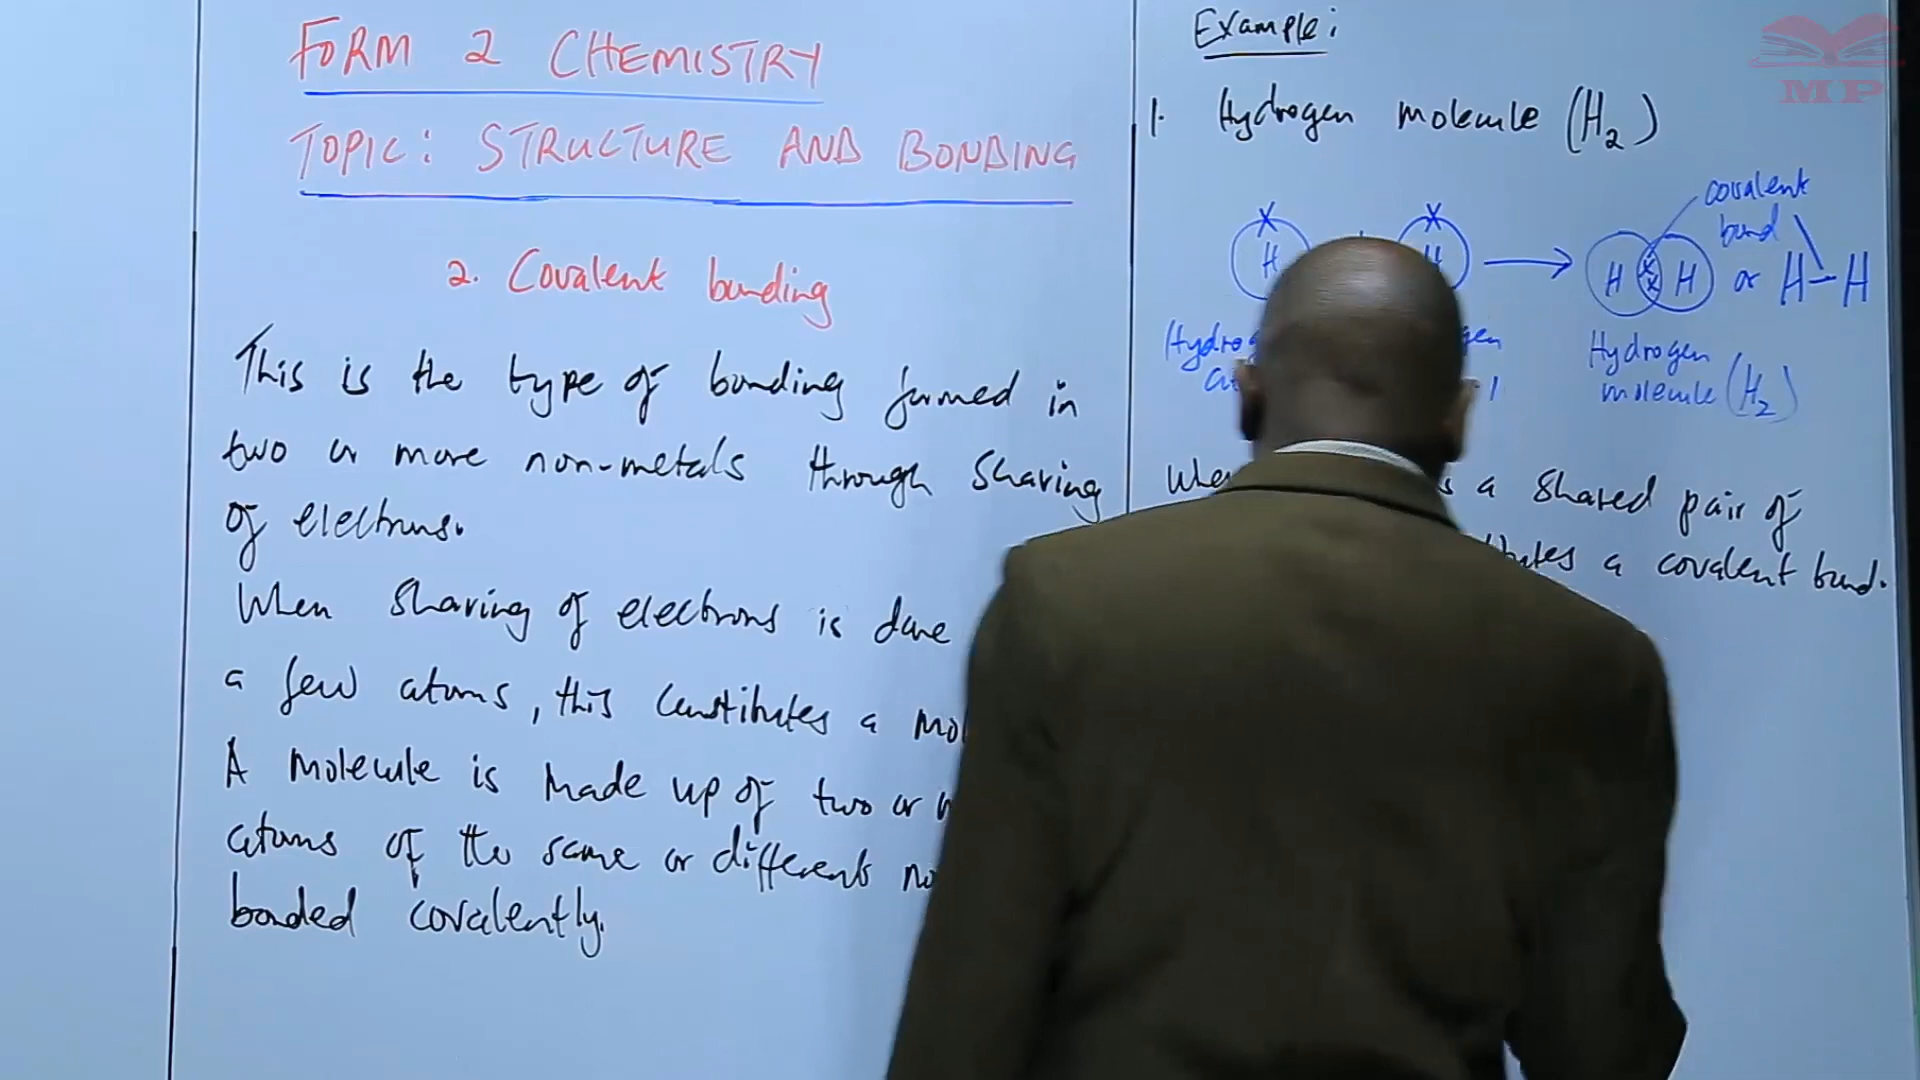 FORM 2 CHEMISTRY
TOPIC: STRUCTURE AND BONDING
2. Covalent bonding
This is the type of bonding formed in
two or more non-metals through sharing
of electrons.
When sharing of electrons is done
a few atoms, this constitutes a
A molecule is made up of two or
atoms of the same or different
bonded covalently.
Example:
1. Hydrogen molecule (H₂)
covalent
bond
H
H
H H or H-H
Hydrogen
molecule (H₂)
a shared pair of
a covalent bond.
MP